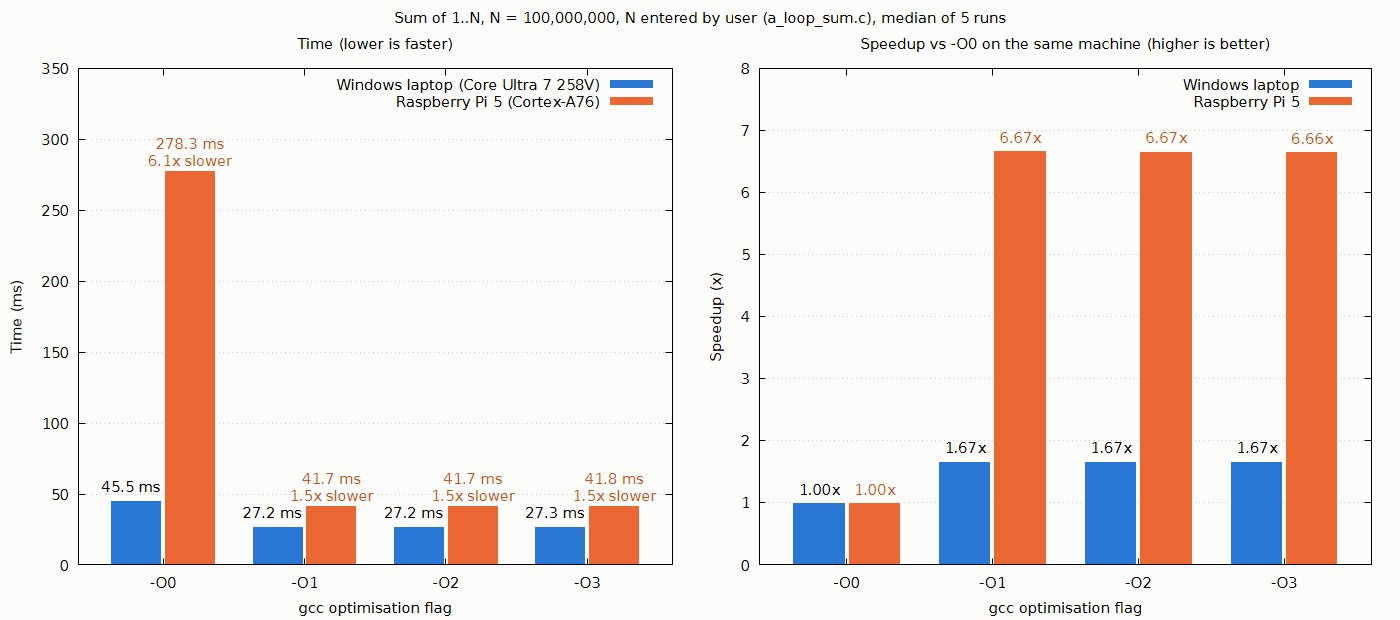 Sum of 1..N, N = 100,000,000, N entered by user (a_loop_sum.c), median of 5 runs
Time (lower is faster)
Windows laptop (Core Ultra 7 258V)
Raspberry Pi 5 (Cortex-A76)
Time (ms)
350
300
250
200
150
100
50
0
278.3 ms
6.1x slower
45.5 ms
41.7 ms
1.5x slower
27.2 ms
41.7 ms
1.5x slower
27.2 ms
41.8 ms
1.5x slower
27.3 ms
-O0
-O1
-O2
-O3
gcc optimisation flag
Speedup vs -O0 on the same machine (higher is better)
Windows laptop
Raspberry Pi 5
Speedup (x)
8
7
6
5
4
3
2
1
0
1.00x
1.00x
1.67x
6.67x
1.67x
6.67x
1.67x
6.66x
-O0
-O1
-O2
-O3
gcc optimisation flag